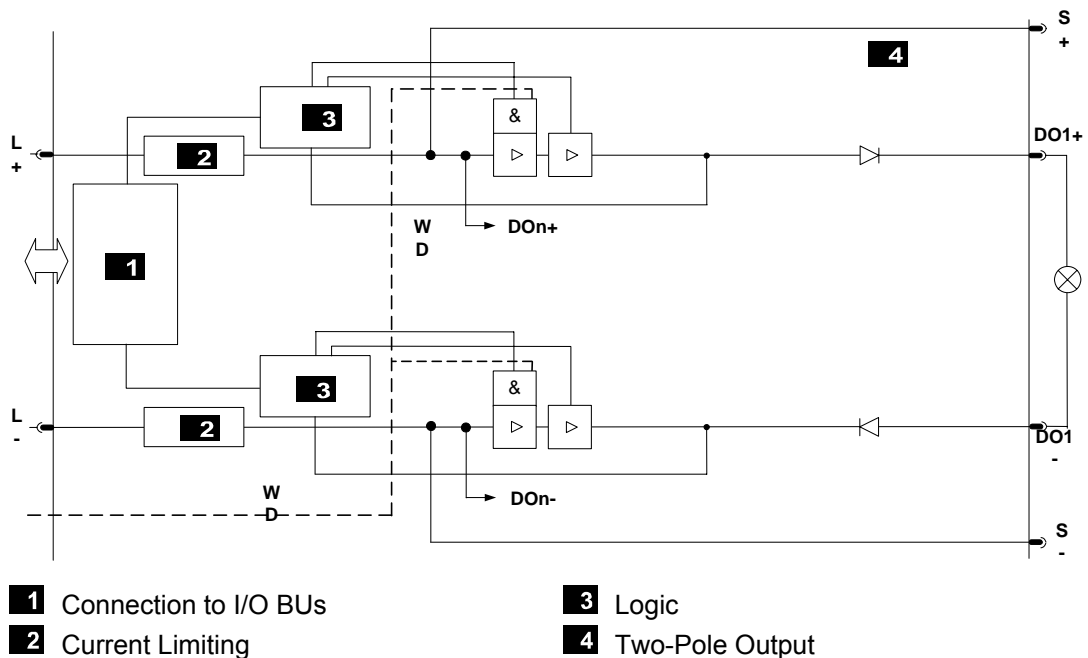 S
+
4
3
&
L
+
2
DO1+
W
D
DOn+
1
3
&
L
-
2
DO1
-
W
D
DOn-
S
-
1 Connection to I/O BUs
2 Current Limiting
3 Logic
4 Two-Pole Output